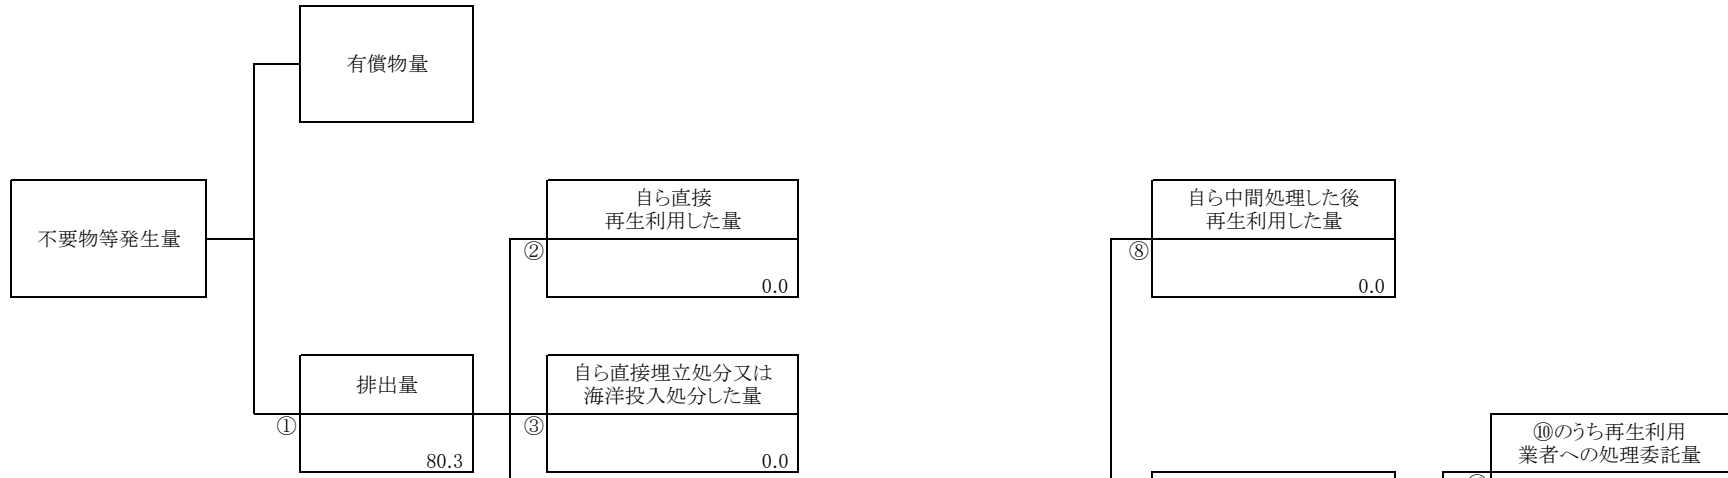 有償物量
不要物等発生量
自ら直接
再生利用した量
②
0.0
自ら中間処理した後
再生利用した量
⑧
0.0
排出量
①
80.3
自ら直接埋立処分又は
海洋投入処分した量
③
0.0
⑩のうち再生利用
業者への処理委託量